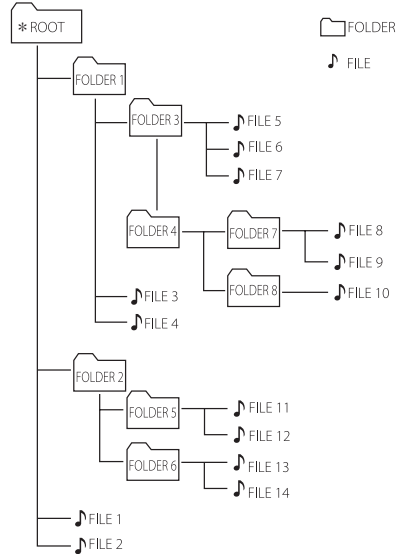 * ROOT
FOLDER
FILE
FOLDER 1
FOLDER 3
FILE 5
FILE 6
FILE 7
FOLDER 4
FOLDER 7
FILE 8
FILE 9
FOLDER 8
FILE 10
FILE 3
FILE 4
FOLDER 2
FOLDER 5
FILE 11
FILE 12
FOLDER 6
FILE 13
FILE 14
FILE 1
FILE 2